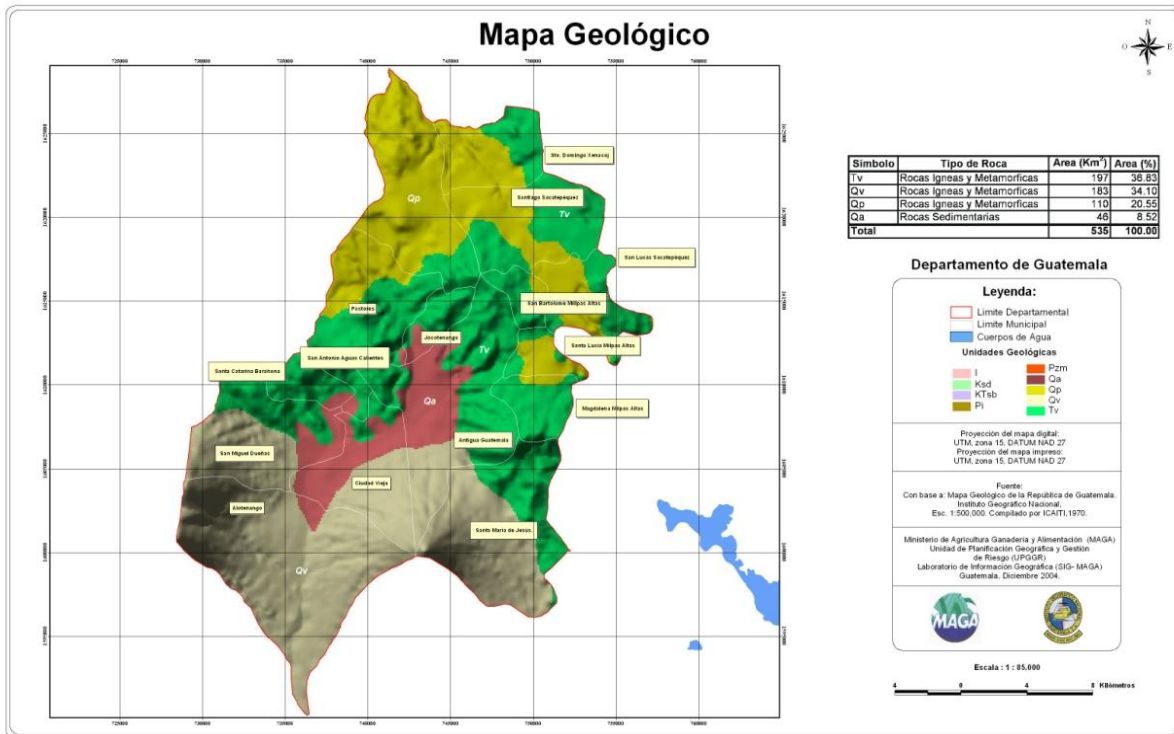 Mapa Geológico
N
O E
S
Sto. Domingo Xenacoj
Santiago Sacatepéquez
Qp
Tv
San Lucas Sacatepéquez
San Bartolomé Milpas Altas
Pastores
Jocotenango
Santa Lucía Milpas Altas
San Antonio Aguas Calientes
Tv
Santa Catarina Barahona
Qa
Magdalena Milpas Altas
Antigua Guatemala
San Miguel Dueñas
Ciudad Vieja
Alotenango
Santa María de Jesús
Qv
Símbolo Tipo de Roca Area (Km²) Area (%)
Tv Rocas Igneas y Metamorficas 197 36.83
Qv Rocas Igneas y Metamorficas 183 34.10
Qp Rocas Igneas y Metamorficas 110 20.55
Qa Rocas Sedimentarias 46 8.52
Total 535 100.00
Departamento de Guatemala
Leyenda:
Limite Departamental
Limite Municipal
Cuerpos de Agua
Unidades Geológicas
I
Ksd
KTsb
Pi
Pzm
Qa
Qp
Qv
Tv
Proyección del mapa digital:
UTM, zona 15, DATUM NAD 27
Proyección del mapa impreso:
UTM, zona 15, DATUM NAD 27
Fuente:
Con base a: Mapa Geológico de la República de Guatemala.
Instituto Geográfico Nacional,
Esc. 1:500,000. Compilado por ICAITI,1970.
Ministerio de Agricultura Ganadería y Alimentación (MAGA)
Unidad de Planificación Geográfica y Gestión
de Riesgo (UPGGR)
Laboratorio de Información Geográfica (SIG- MAGA)
Guatemala, Diciembre 2004.
MAGA
Escala : 1 : 85,000
4 0 4 8 Kilómetros